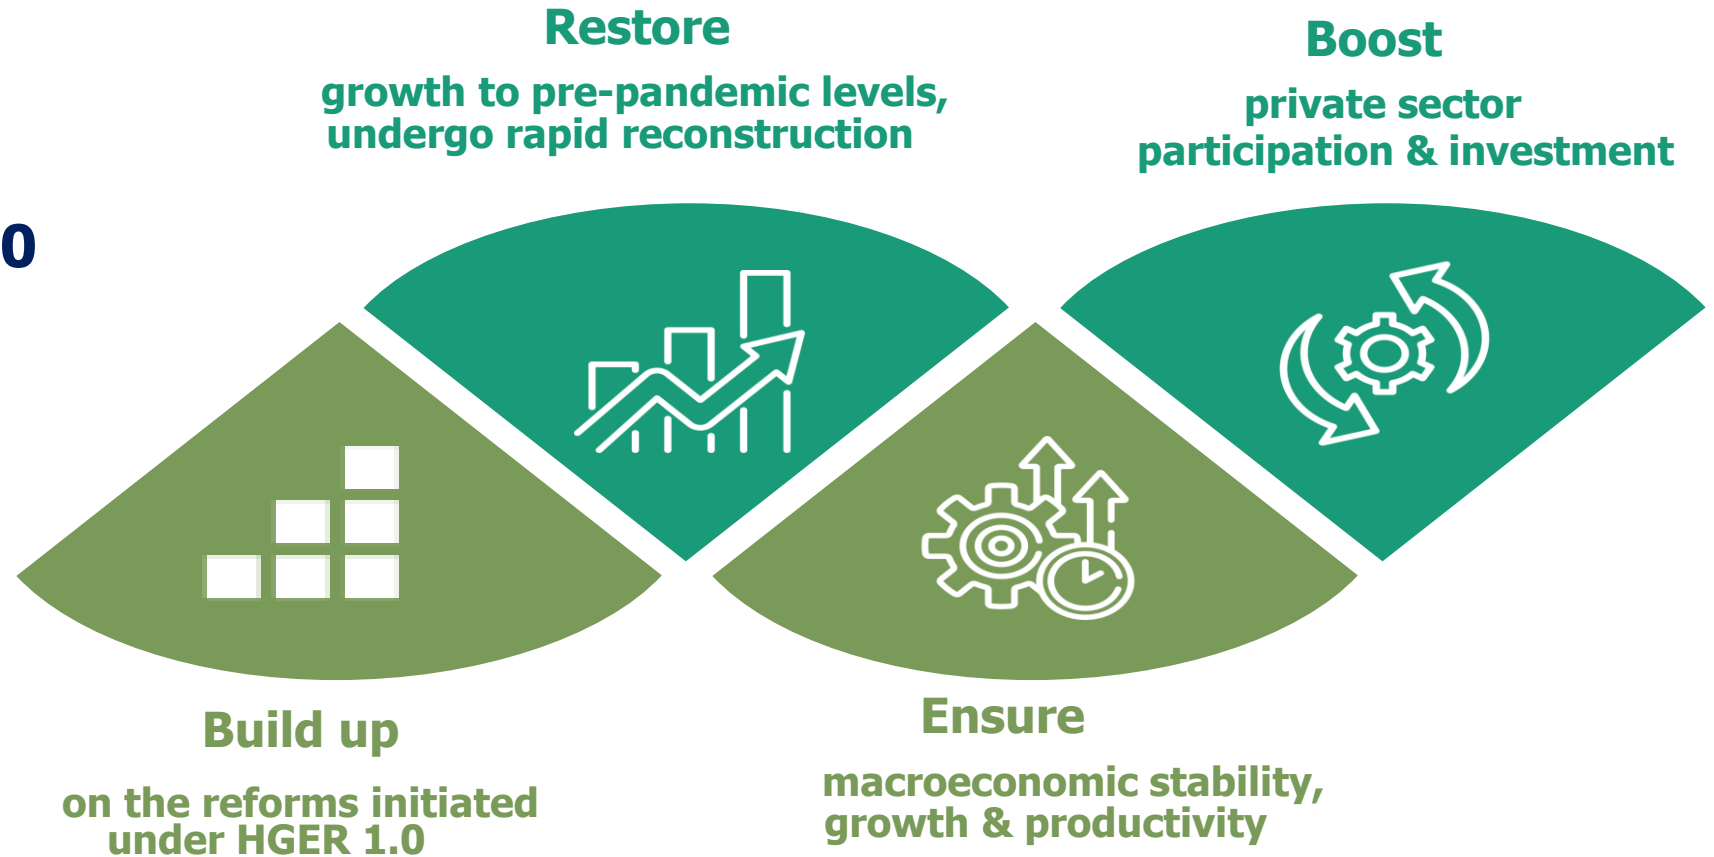 Restore
growth to pre-pandemic levels,
undergo rapid reconstruction
Boost
private sector
participation & investment
0
Build up
on the reforms initiated
under HGER 1.0
Ensure
macroeconomic stability,
growth & productivity